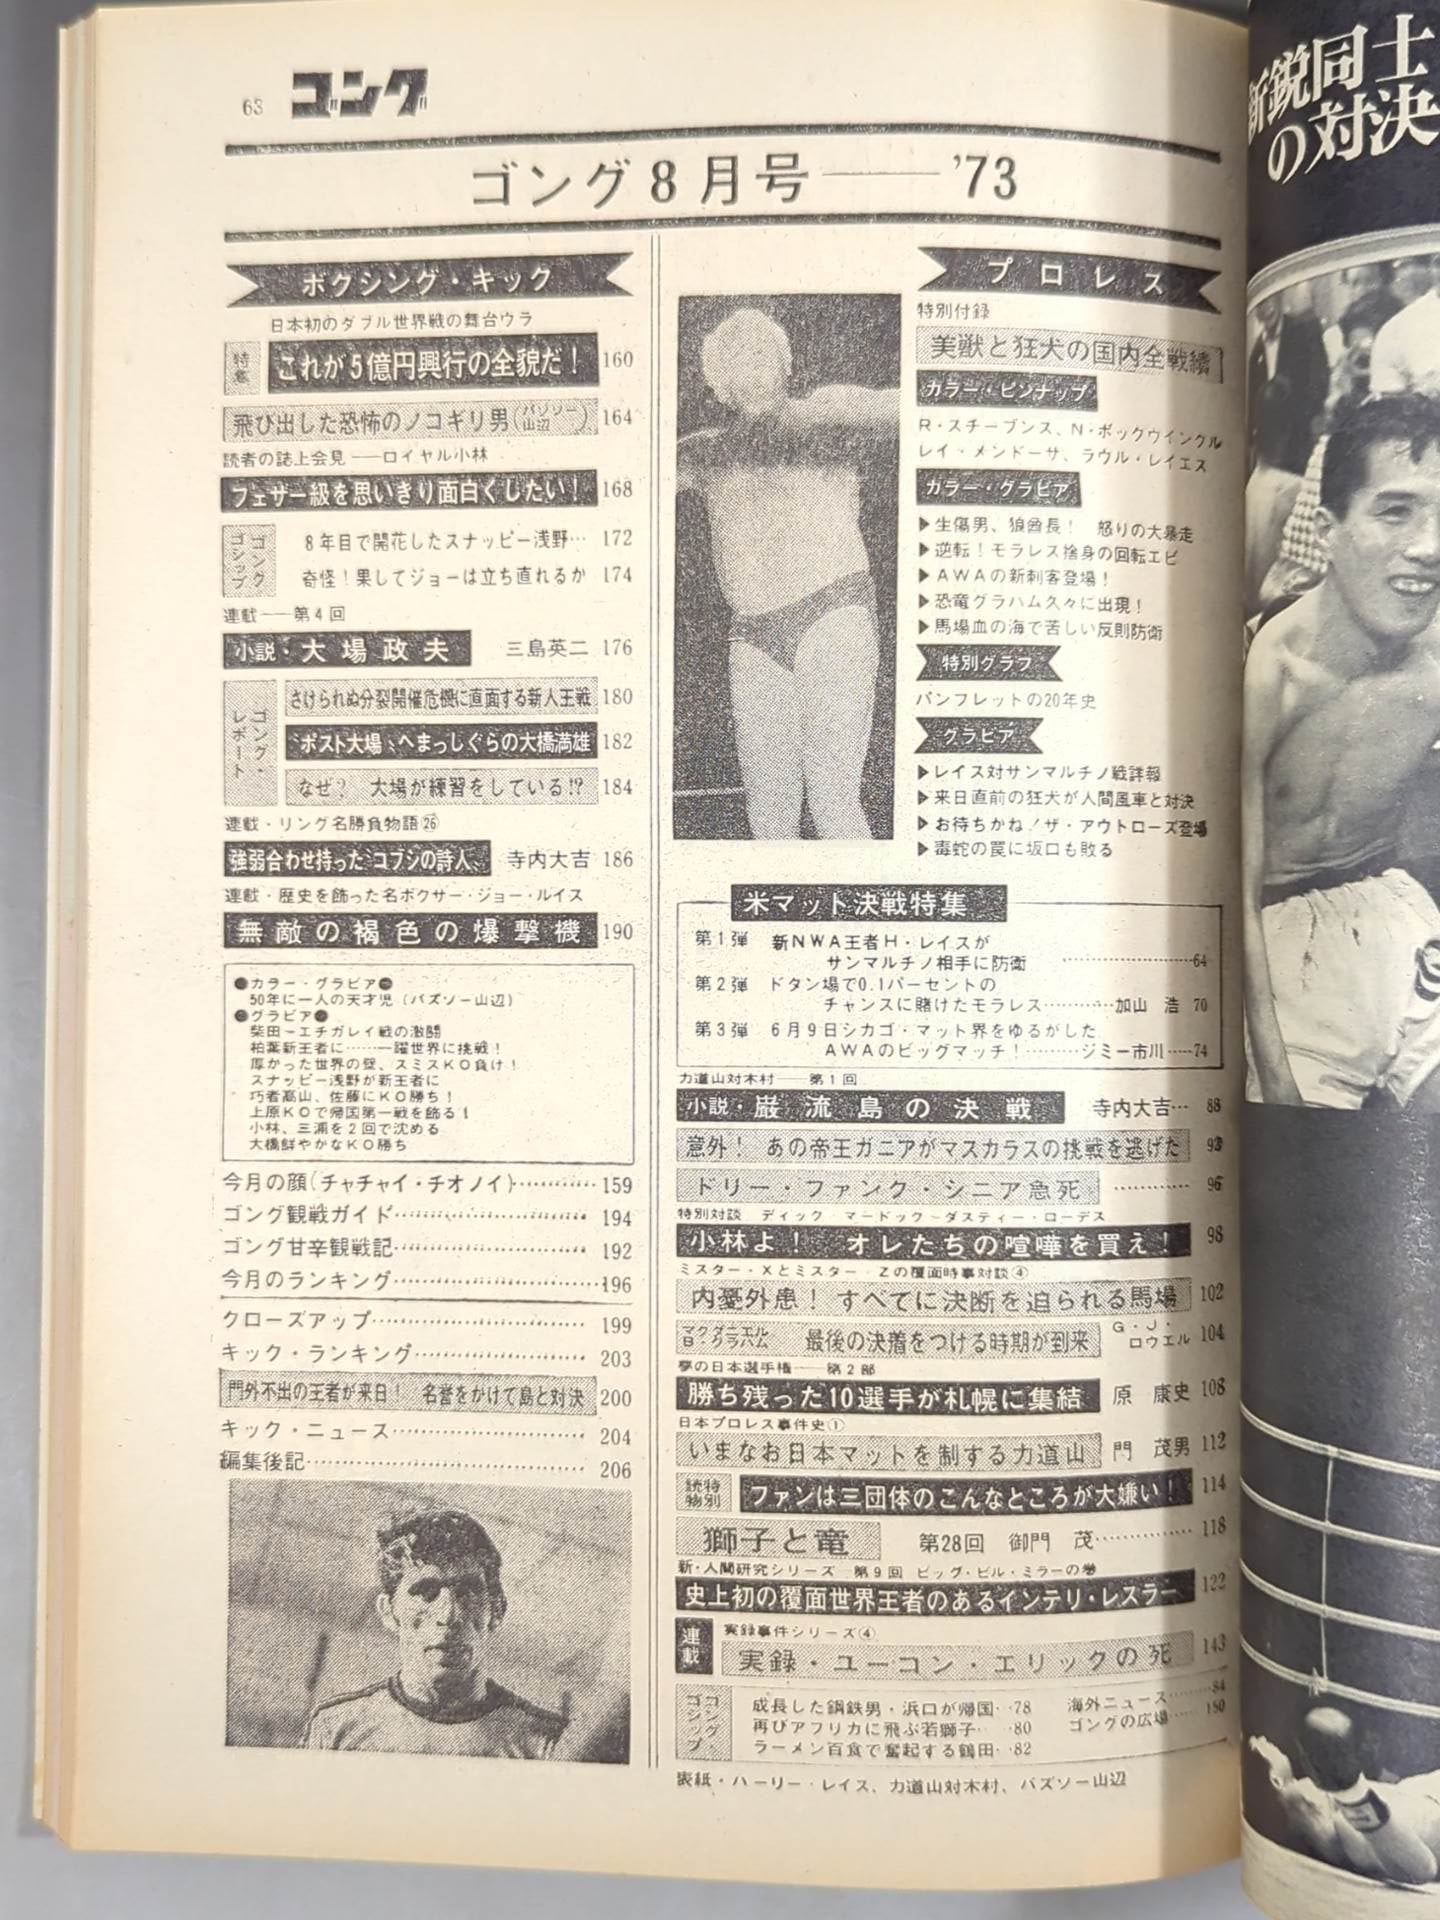 63 ゴング
ゴング8月号――'73
ボクシング・キック
日本初のダブル世界戦の舞台ウラ
特集 これが5億円興行の全貌だ! 160
飛び出した恐怖のノコギリ男(バズソー山辺) 164
読者の誌上会見――ロイヤル小林
フェザー級を思いきり面白くしたい! 168
ゴングゴシップ
8年目で開花したスナッピー浅野… 172
奇怪!果してジョーは立ち直れるか 174
連載――第4回
小説・大場政夫 三島英二 176
ゴング・レポート
さけられぬ分裂開催危機に直面する新人王戦 180
“ポスト大場”へまっしぐらの大橋満雄 182
なぜ? 大場が練習をしている!? 184
連載・リング名勝負物語㉖
強弱合わせ持った“コブシの詩人” 寺内大吉 186
連載・歴史を飾った名ボクサー・ジョー・ルイス
無敵の褐色の爆撃機 190
●カラー・グラビア●
50年に一人の天才児(バズソー山辺)
●グラビア●
柴田―エチガレイ戦の激闘
柏葉新王者に……一躍世界に挑戦!
厚かった世界の壁、スミスKO負け!
スナッピー浅野が新王者に
巧者高山、佐藤にKO勝ち!
上原KOで帰国第一戦を飾る!
小林、三浦を2回で沈める
大橋鮮やかなKO勝ち
今月の顔(チャチャイ・チオノイ)………… 159
ゴング観戦ガイド………………… 194
ゴング甘辛観戦記………………… 192
今月のランキング………………… 196
クローズアップ…………………… 199
キック・ランキング……………… 203
門外不出の王者が来日! 名誉をかけて島と対決 200
キック・ニュース………………… 204
編集後記…………………………… 206
プロレス
特別付録
美獣と狂犬の国内全戦績
カラー・ピンナップ
R・スチーブンス、N・ボックウインクル
レイ・メンドーサ、ラウル・レイエス
カラー・グラビア
▶生傷男、狼酋長! 怒りの大暴走
▶逆転!モラレス捨身の回転エビ
▶AWAの新刺客登場!
▶恐竜グラハム久々に出現!
▶馬場血の海で苦しい反則防衛
特別グラフ
パンフレットの20年史
グラビア
▶レイス対サンマルチノ戦詳報
▶来日直前の狂犬が人間風車と対決
▶お待ちかね!ザ・アウトローズ登場
▶毒蛇の罠に坂口も敗る
米マット決戦特集
第1弾 新NWA王者H・レイスが
サンマルチノ相手に防衛 ………………64
第2弾 ドタン場で0.1パーセントの
チャンスに賭けたモラレス…………加山 浩 70
第3弾 6月9日シカゴ・マット界をゆるがした
AWAのビッグマッチ!………ジミー市川……74
力道山対木村――第1回
小説・巌流島の決戦 寺内大吉… 88
意外! あの帝王ガニアがマスカラスの挑戦を逃げた 93
ドリー・ファンク・シニア急死 ………… 96
特別対談 ディック・マードック―ダスティー・ローデス
小林よ! オレたちの喧嘩を買え! 98
ミスター・Xとミスター・Zの覆面時事対談④
内憂外患! すべてに決断を迫られる馬場 102
マクダニエル B・グラハム 最後の決着をつける時期が到来 G・J・ロウエル 104
夢の日本選手権――第2部
勝ち残った10選手が札幌に集結 原 康史 108
日本プロレス事件史①
いまなお日本マットを制する力道山 門 茂男 112
特別読物 ファンは三団体のこんなところが大嫌い! 114
獅子と竜 第28回 御門 茂………… 118
新・人間研究シリーズ 第9回 ビッグ・ビル・ミラーの巻
史上初の覆面世界王者のあるインテリ・レスラー 122
連載 実録事件シリーズ④
実録・ユーコン・エリックの死 143
ゴング・ゴシップ
成長した鋼鉄男・浜口が帰国…78
再びアフリカに飛ぶ若獅子… 80
ラーメン百食で奮起する鶴田…82
海外ニュース………84
ゴングの広場……150
表紙・ハーリー・レイス、力道山対木村、バズソー山辺
新鋭同士
の対決